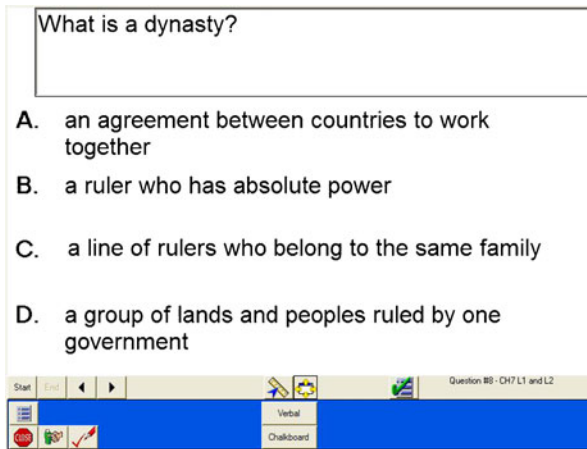 What is a dynasty?
A. an agreement between countries to work
together
B. a ruler who has absolute power
C. a line of rulers who belong to the same family
D. a group of lands and peoples ruled by one
government
Start End Question #8 - CH7 L1 and L2
Verbal
CLOSE Chalkboard